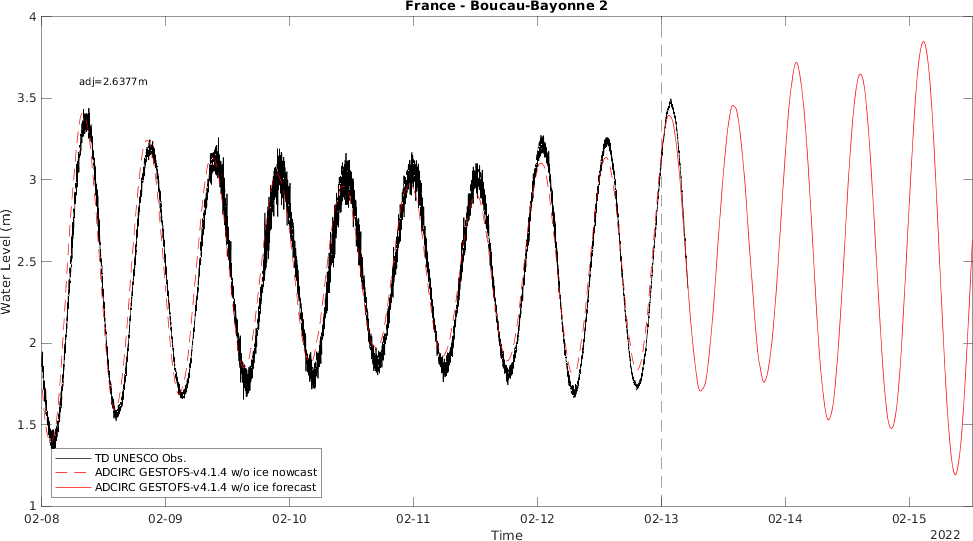 France - Boucau-Bayonne 2
4
adj=2.6377m
3.5
3
2.5
2
1.5
1
Water Level (m)
TD UNESCO Obs.
ADCIRC GESTOFS-v4.1.4 w/o ice nowcast
ADCIRC GESTOFS-v4.1.4 w/o ice forecast
02-08 02-09 02-10 02-11 02-12 02-13 02-14 02-15
Time
2022